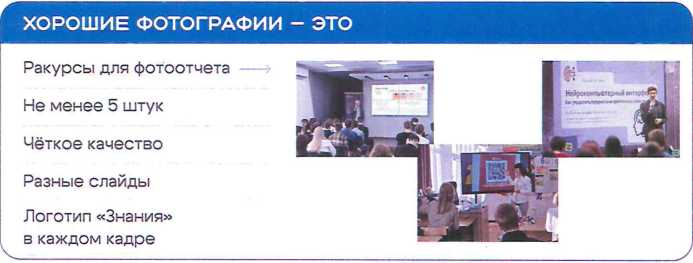 ХОРОШИЕ ФОТОГРАФИИ – ЭТО
Ракурсы для фотоотчета
Не менее 5 штук
Чёткое качество
Разные слайды
Логотип «Знания»
в каждом кадре
Нейрокомпьютерный интерфейс